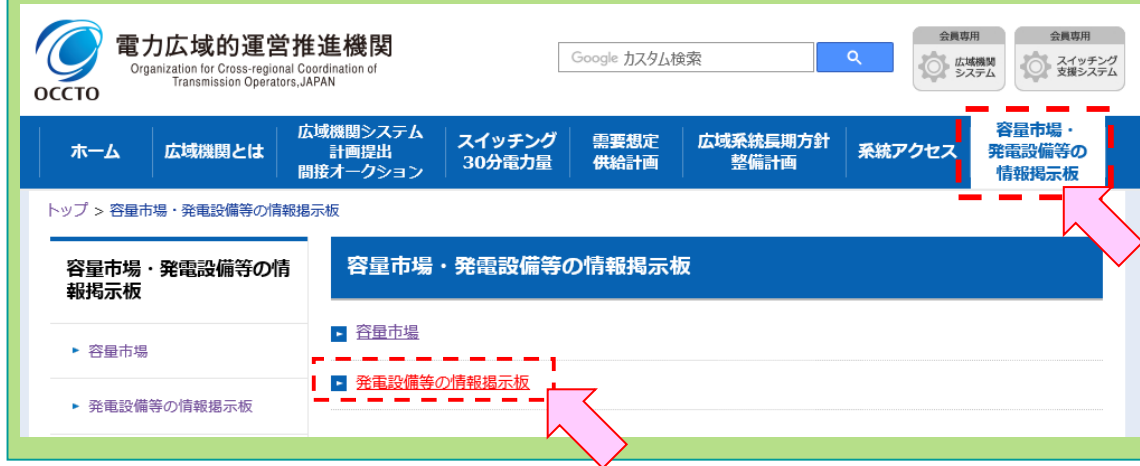 OCCTO
電力広域的運営推進機関
Organization for Cross-regional Coordination of
Transmission Operators,JAPAN
Google カスタム検索
会員専用
広域機関
システム
会員専用
スイッチング
支援システム
ホーム
広域機関とは
広域機関システム
計画提出
間接オークション
スイッチング
30分電力量
需要想定
供給計画
広域系統長期方針
整備計画
系統アクセス
容量市場・
発電設備等の
情報掲示板
トップ > 容量市場・発電設備等の情報掲示板
容量市場・発電設備等の情
報掲示板
容量市場
発電設備等の情報掲示板
容量市場・発電設備等の情報掲示板
容量市場
発電設備等の情報掲示板